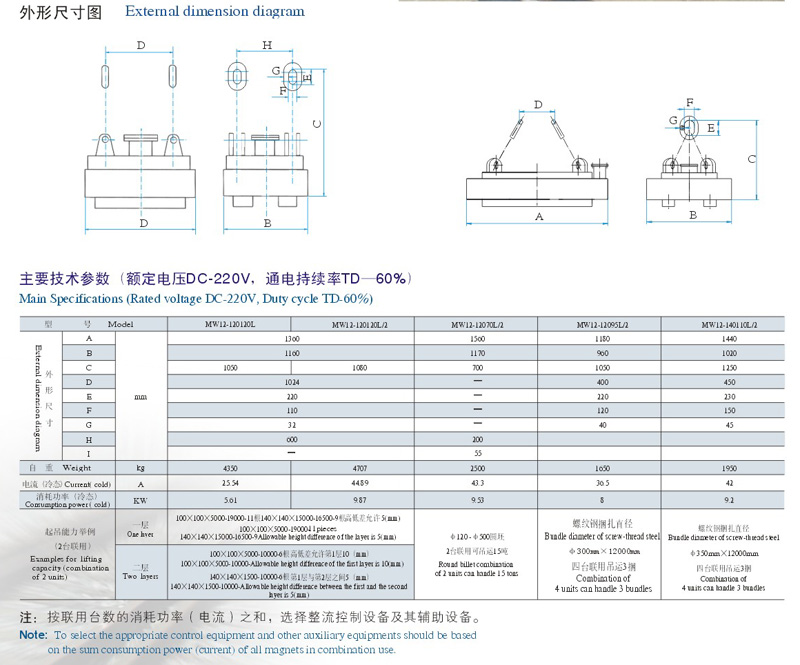 外形尺寸图 External dimension diagram
D
H
G
E
F
C
D
B
D
A
F
G
E
C
B
主要技术参数（额定电压DC-220V，通电持续率TD—60%）
Main Specifications (Rated voltage DC-220V, Duty cycle TD-60%)
型 号 Model MW12-120120L MW12-120120L/2 MW12-12070L/2 MW12-12095L/2 MW12-140110L/2
外形尺寸
External dimension diagram
mm
A 1360 1560 1180 1440
B 1160 1170 960 1020
C 1050 1080 700 1050 1250
D 1024 — 400 450
E 220 — 220 230
F 110 — 120 150
G 32 — 40 45
H 600 200
I — 55
自 重 Weight kg 4350 4707 2500 1650 1950
电流（冷态）Current( cold) A 25.54 44.89 43.3 36.5 42
消耗功率（冷态）
Consumption power( cold) KW 5.61 9.87 9.53 8 9.2
起吊能力举例
（2台联用）
Examples for lifting
capacity (combination
of 2 units)
一层
One layer
100×100×5000-19000-11根140×140×15000-16500-9根高低差允许5(mm)
100×100×5000-19000-11pieces
140×140×15000-16500-9Allowable height difference of the layer is 5(mm)
二层
Two layers
100×100×5000-10000-6根高低差允许第1层10（mm）
100×100×5000-10000-Allowable height difference of the first layer is 10(mm)
140×140×1500-10000-6根第1层与第2层之间5（mm）
140×140×1500-10000-Allowable height difference between the first and the second
layer is 5(mm)
Φ120-Φ500圆坯
2台联用可吊运15吨
Round billet combination
of 2 units can handle 15 tons
螺纹钢捆扎直径
Bundle diameter of screw-thread steel
Φ300mm×12000mm
四台联用吊运3捆
Combination of
4 units can handle 3 bundles
螺纹钢捆扎直径
Bundle diameter of screw-thread steel
Φ350mm×12000mm
四台联用吊运3捆
Combination of
4 units can handle 3 bundles
注：按联用台数的消耗功率（电流）之和，选择整流控制设备及其辅助设备。
Note: To select the appropriate control equipment and other auxiliary equipments should be based
on the sum consumption power (current) of all magnets in combination use.